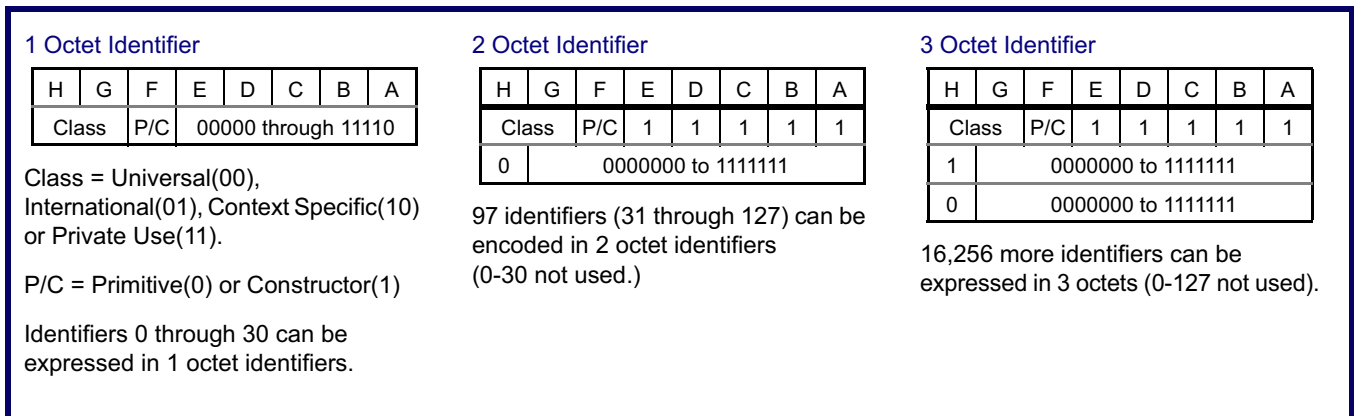 1 Octet Identifier
H G F E D C B A
Class P/C 00000 through 11110
Class = Universal(00),
International(01), Context Specific(10)
or Private Use(11).
P/C = Primitive(0) or Constructor(1)
Identifiers 0 through 30 can be
expressed in 1 octet identifiers.
2 Octet Identifier
H G F E D C B A
Class P/C 1 1 1 1 1
0 0000000 to 1111111
97 identifiers (31 through 127) can be
encoded in 2 octet identifiers
(0-30 not used.)
3 Octet Identifier
H G F E D C B A
Class P/C 1 1 1 1 1
1 0000000 to 1111111
0 0000000 to 1111111
16,256 more identifiers can be
expressed in 3 octets (0-127 not used).